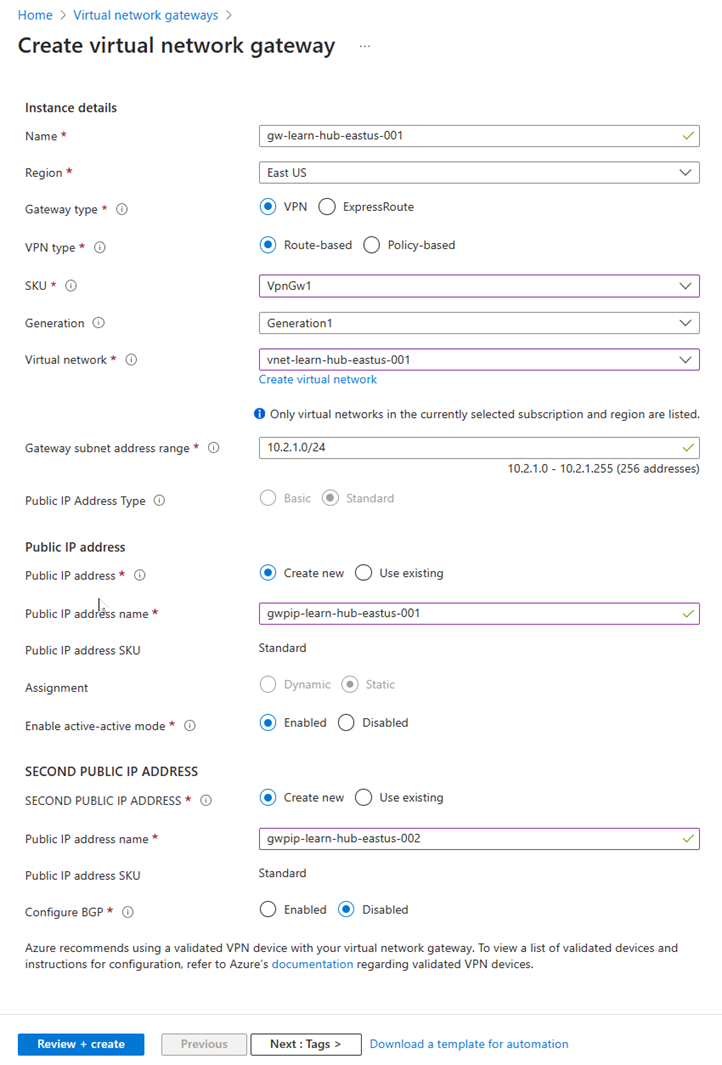 Home > Virtual network gateways >
Create virtual network gateway ...
Instance details
Name * gw-learn-hub-eastus-001
Region * East US
Gateway type * VPN ExpressRoute
VPN type * Route-based Policy-based
SKU * VpnGw1
Generation Generation1
Virtual network * vnet-learn-hub-eastus-001
Create virtual network
Only virtual networks in the currently selected subscription and region are listed.
Gateway subnet address range * 10.2.1.0/24
10.2.1.0 - 10.2.1.255 (256 addresses)
Public IP Address Type Basic Standard
Public IP address
Public IP address * Create new Use existing
Public IP address name * gwpip-learn-hub-eastus-001
Public IP address SKU Standard
Assignment Dynamic Static
Enable active-active mode * Enabled Disabled
SECOND PUBLIC IP ADDRESS
SECOND PUBLIC IP ADDRESS * Create new Use existing
Public IP address name * gwpip-learn-hub-eastus-002
Public IP address SKU Standard
Configure BGP * Enabled Disabled
Azure recommends using a validated VPN device with your virtual network gateway. To view a list of validated devices and
instructions for configuration, refer to Azure's documentation regarding validated VPN devices.
Review + create Previous Next : Tags > Download a template for automation